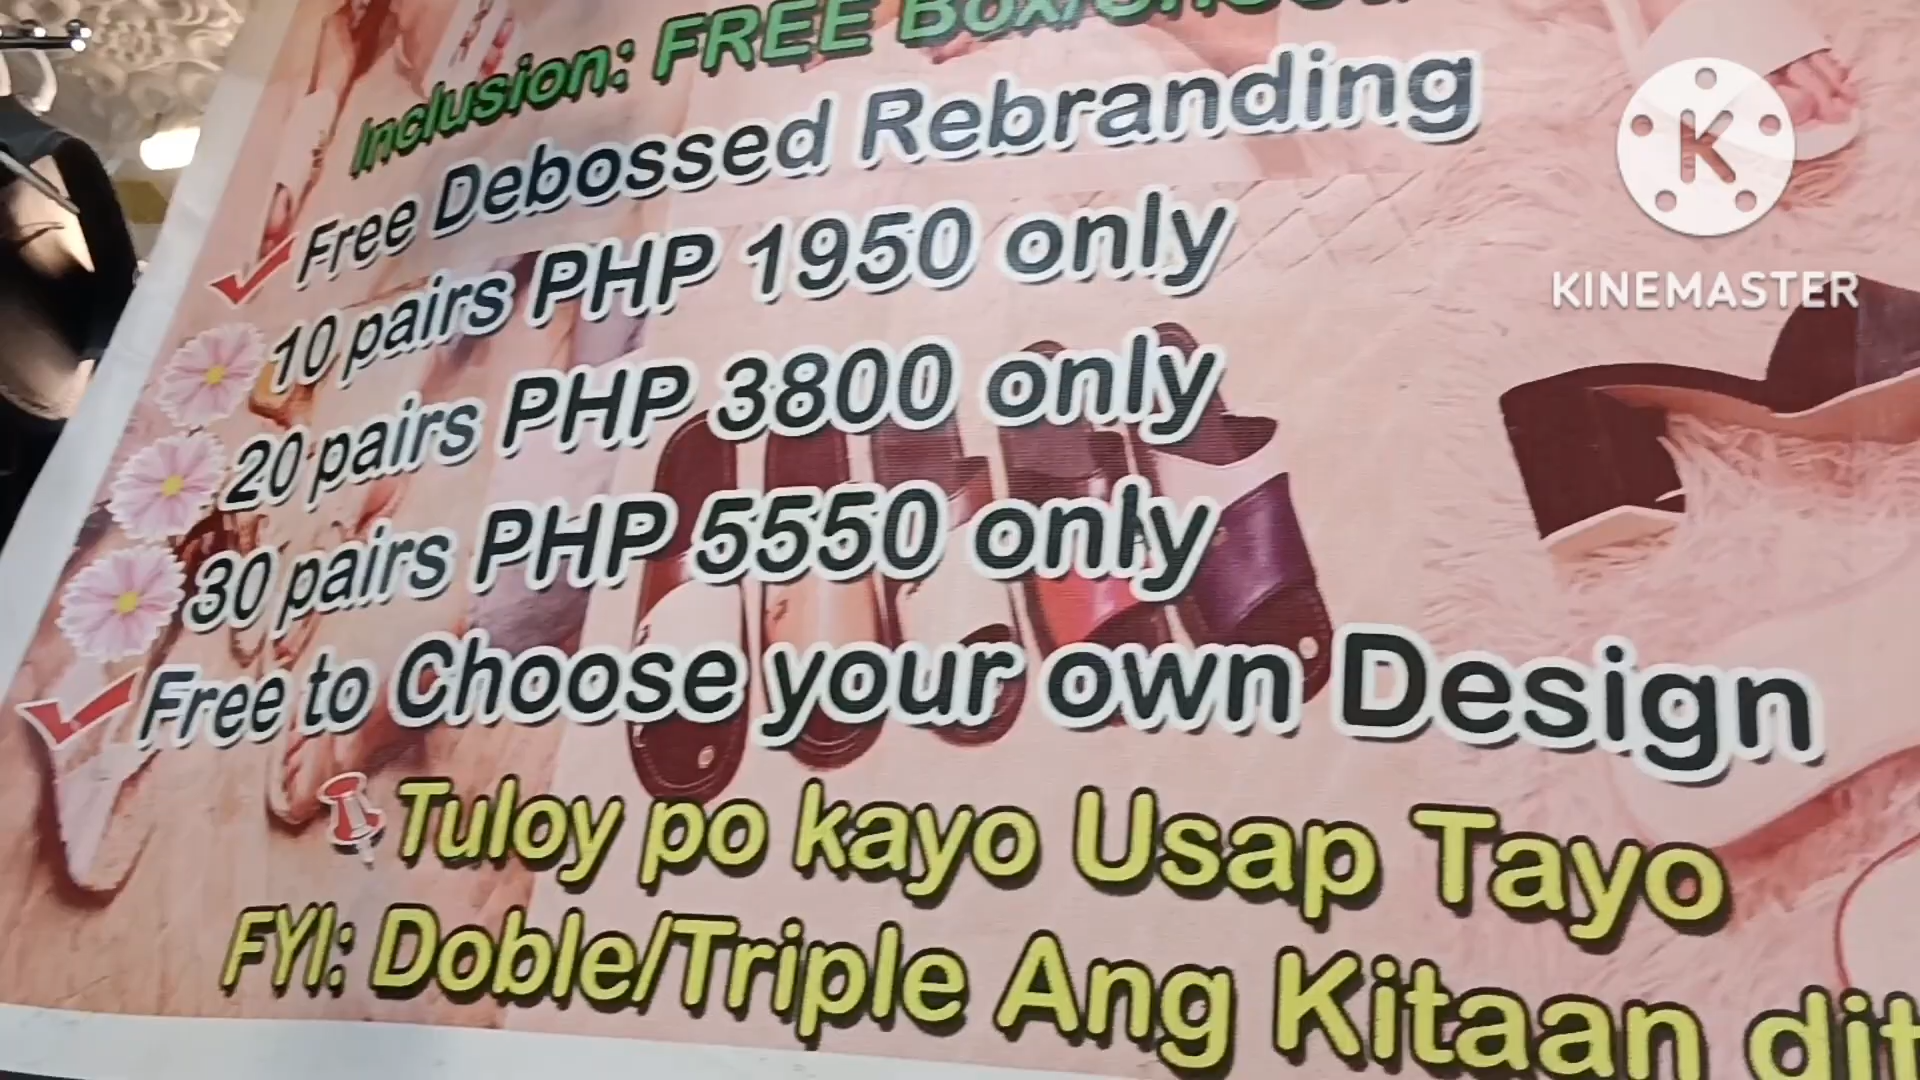 Inclusion: FREE
Free Debossed Rebranding
10 pairs PHP 1950 only
20 pairs PHP 3800 only
30 pairs PHP 5550 only
Free to Choose your own Design
Tuloy po kayo Usap Tayo
FYI: Doble/Triple Ang Kitaan
K
KINEMASTER